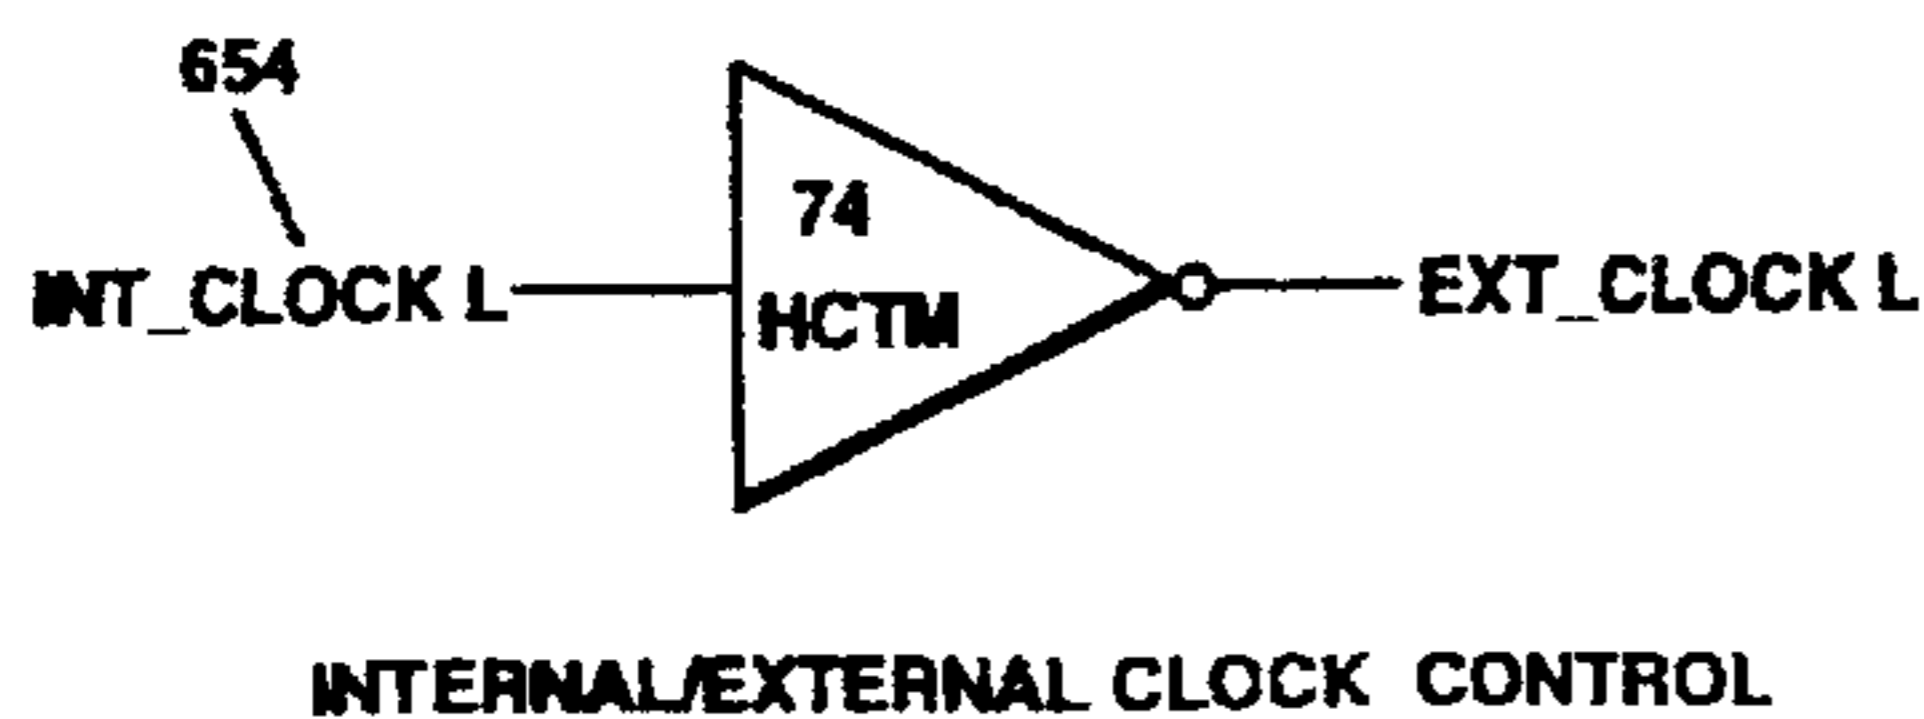 654
INT_CLOCK L
74
HCTM
EXT_CLOCK L
INTERNAL/EXTERNAL CLOCK CONTROL